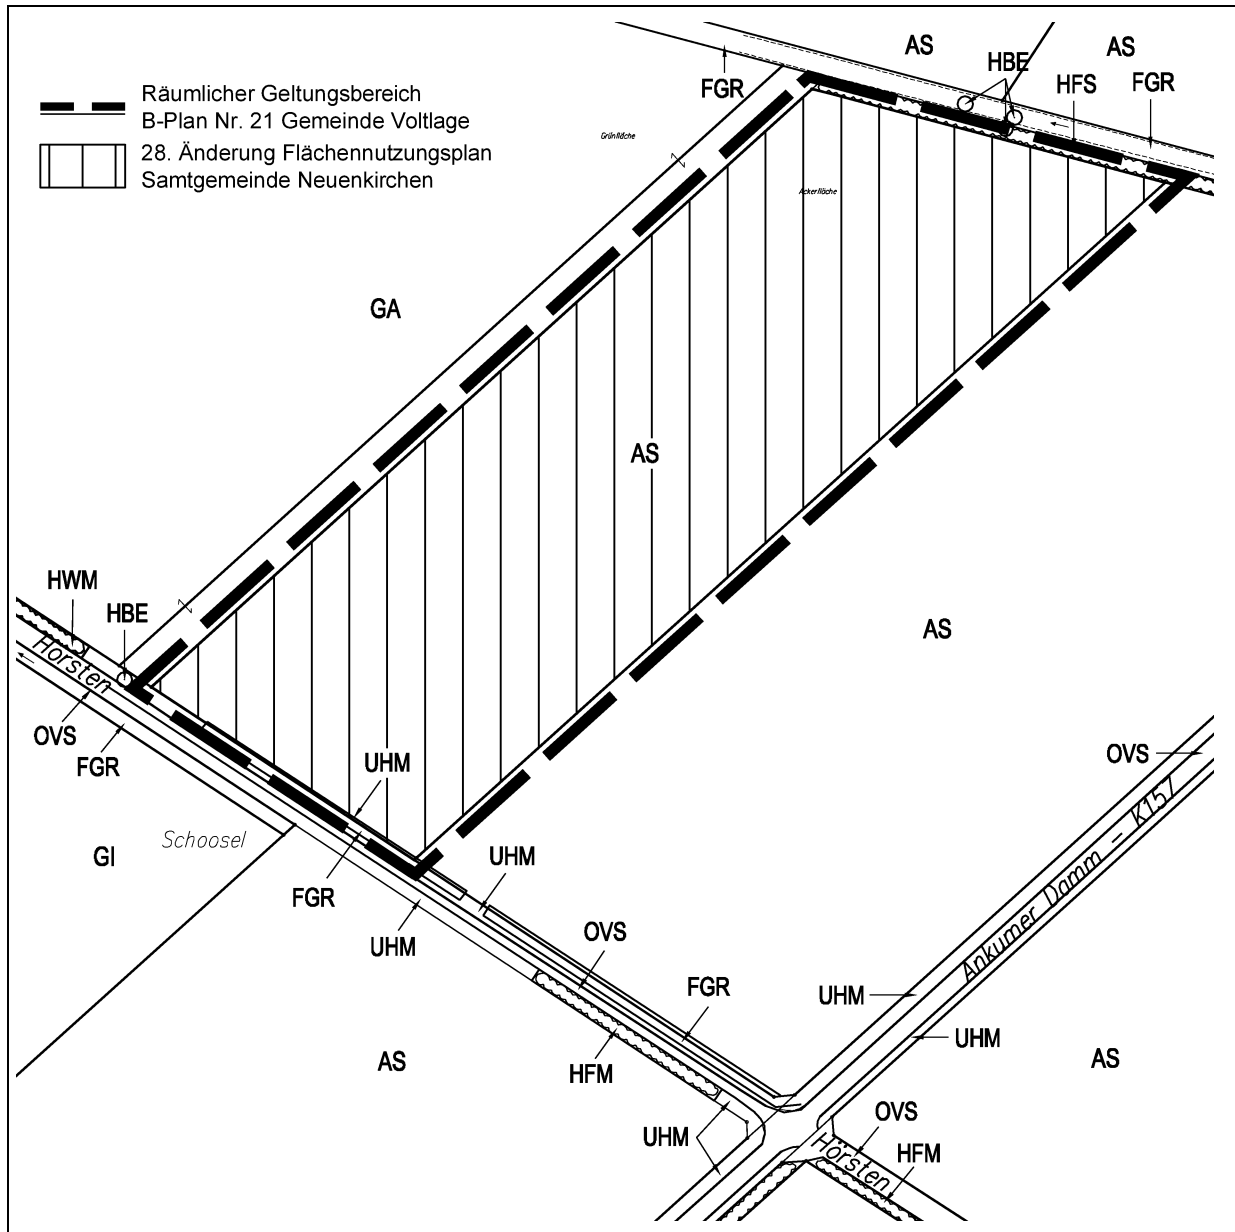 AS
AS
HBE
FGR
HFS
FGR
Räumlicher Geltungsbereich
B-Plan Nr. 21 Gemeinde Voltlage
28. Änderung Flächennutzungsplan
Samtgemeinde Neuenkirchen
Grünfläche
Ackerfläche
GA
AS
HWM
HBE
AS
Hörsten
OVS
FGR
UHM
OVS
Schoosel
GI
Ankumer Damm - K157
FGR
UHM
UHM
OVS
FGR
UHM
UHM
HFM
AS
AS
OVS
UHM
Hörsten
HFM